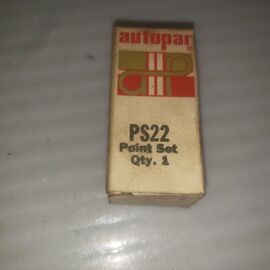 autopar
®
PS22
Point Set
Qty. 1